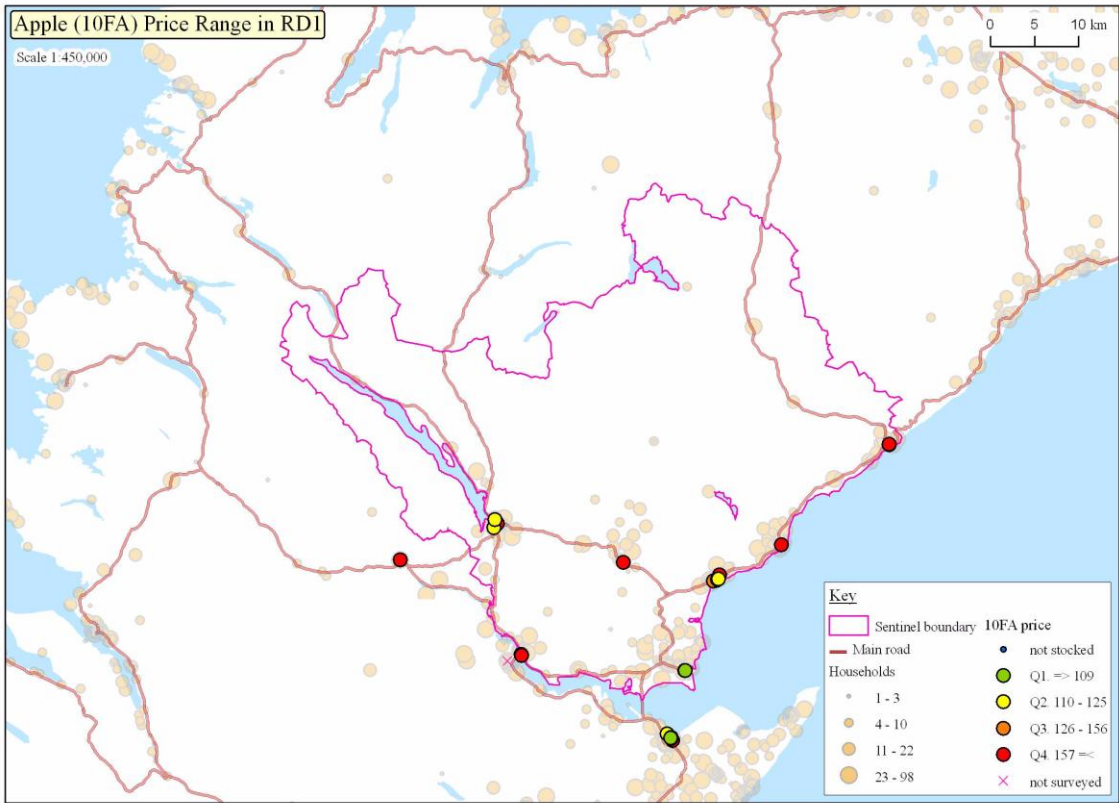 Apple (10FA) Price Range in RD1
Scale 1:450,000
0 5 10 km
Key
Sentinel boundary
Main road
Households
1 - 3
4 - 10
11 - 22
23 - 98
10FA price
not stocked
Q1. => 109
Q2. 110 - 125
Q3. 126 - 156
Q4. 157 =<
not surveyed